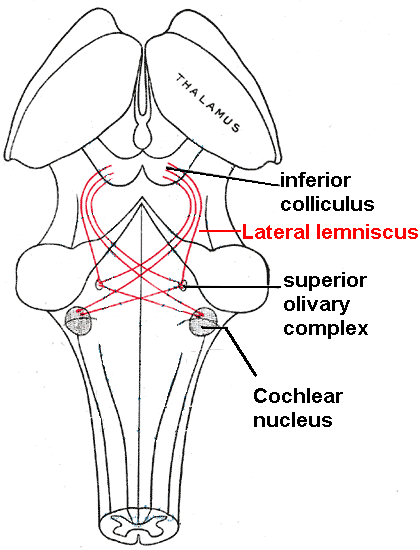 THALAMUS
inferior
colliculus
Lateral lemniscus
superior
olivary
complex
Cochlear
nucleus